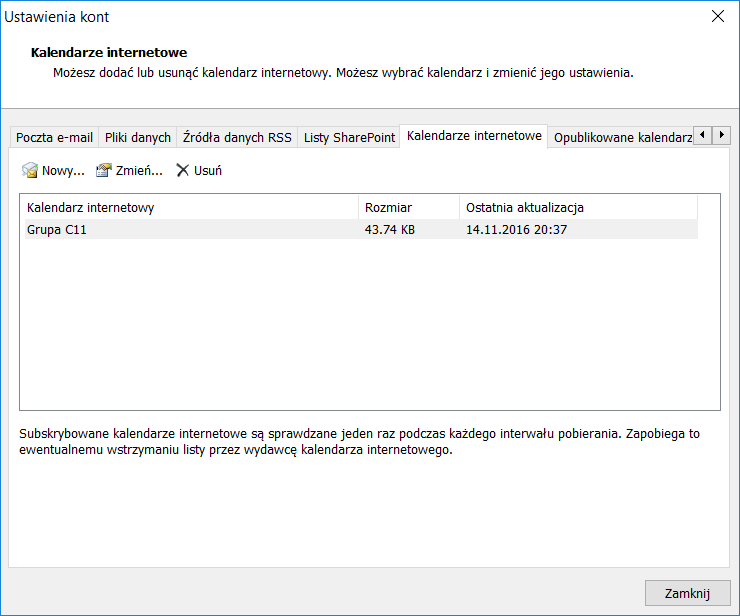 Ustawienia kont
Kalendarze internetowe
Możesz dodać lub usunąć kalendarz internetowy. Możesz wybrać kalendarz i zmienić jego ustawienia.
Poczta e-mail Pliki danych Źródła danych RSS Listy SharePoint Kalendarze internetowe Opublikowane kalendarz
Nowy... Zmień... Usuń
Kalendarz internetowy Rozmiar Ostatnia aktualizacja
Grupa C11 43.74 KB 14.11.2016 20:37
Subskrybowane kalendarze internetowe są sprawdzane jeden raz podczas każdego interwału pobierania. Zapobiega to
ewentualnemu wstrzymaniu listy przez wydawcę kalendarza internetowego.
Zamknij